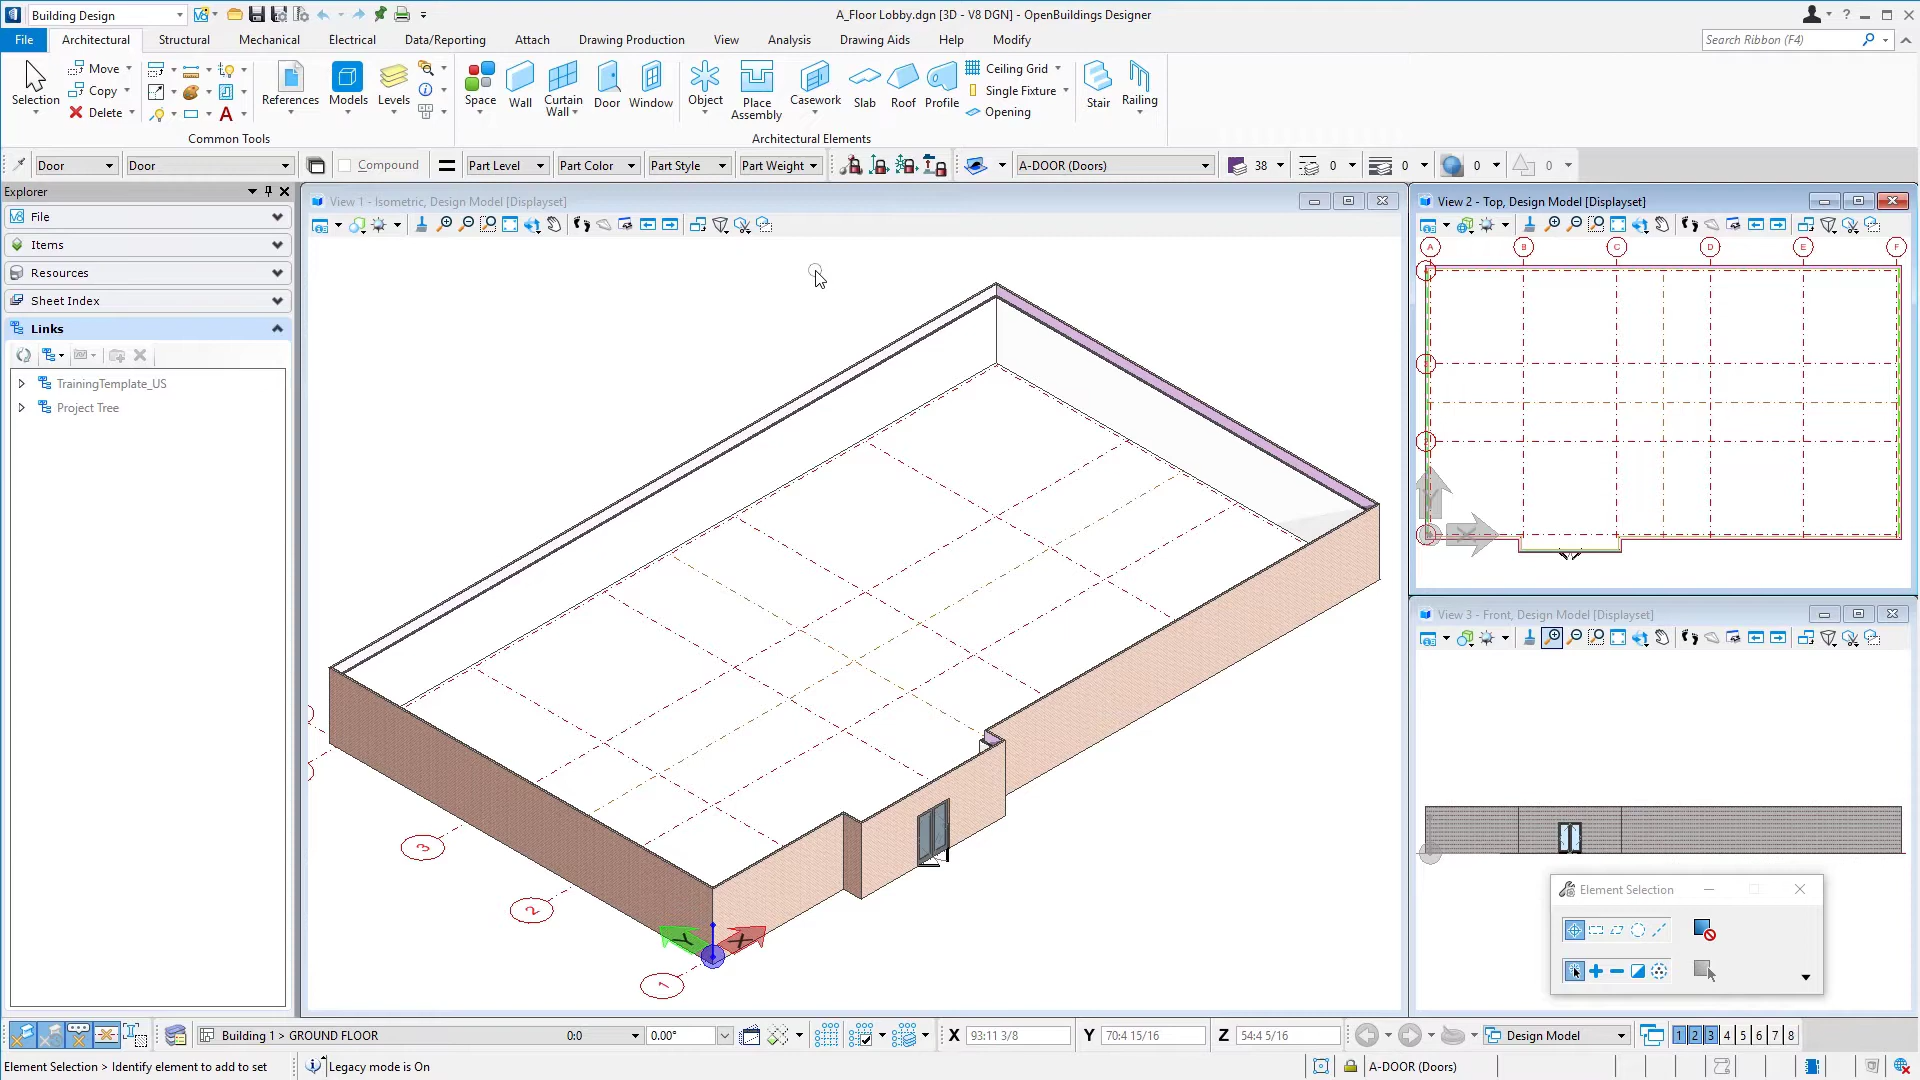 Building Design
A_Floor Lobby.dgn [3D - V8 DGN] - OpenBuildings Designer
File Architectural Structural Mechanical Electrical Data/Reporting Attach Drawing Production View Analysis Drawing Aids Help Modify
Search Ribbon (F4)
Selection
Move
Copy
Delete
References Models Levels
Common Tools
Space Wall Curtain Wall Door Window
Object Place Assembly Casework Slab Roof Profile
Ceiling Grid
Single Fixture
Opening
Stair Railing
Architectural Elements
Door Door Compound Part Level Part Color Part Style Part Weight A-DOOR (Doors) 38 0 0 0 0
Explorer
File
Items
Resources
Sheet Index
Links
TrainingTemplate_US
Project Tree
View 1 - Isometric, Design Model [Displayset]
3
2
1
Y X
View 2 - Top, Design Model [Displayset]
A B C D E F
2
Y
X
View 3 - Front, Design Model [Displayset]
Element Selection
Building 1 > GROUND FLOOR 0:0 0.00° X 93:11 3/8 Y 70:4 15/16 Z 54:4 5/16 Design Model 1 2 3 4 5 6 7 8
Element Selection > Identify element to add to set Legacy mode is On A-DOOR (Doors)